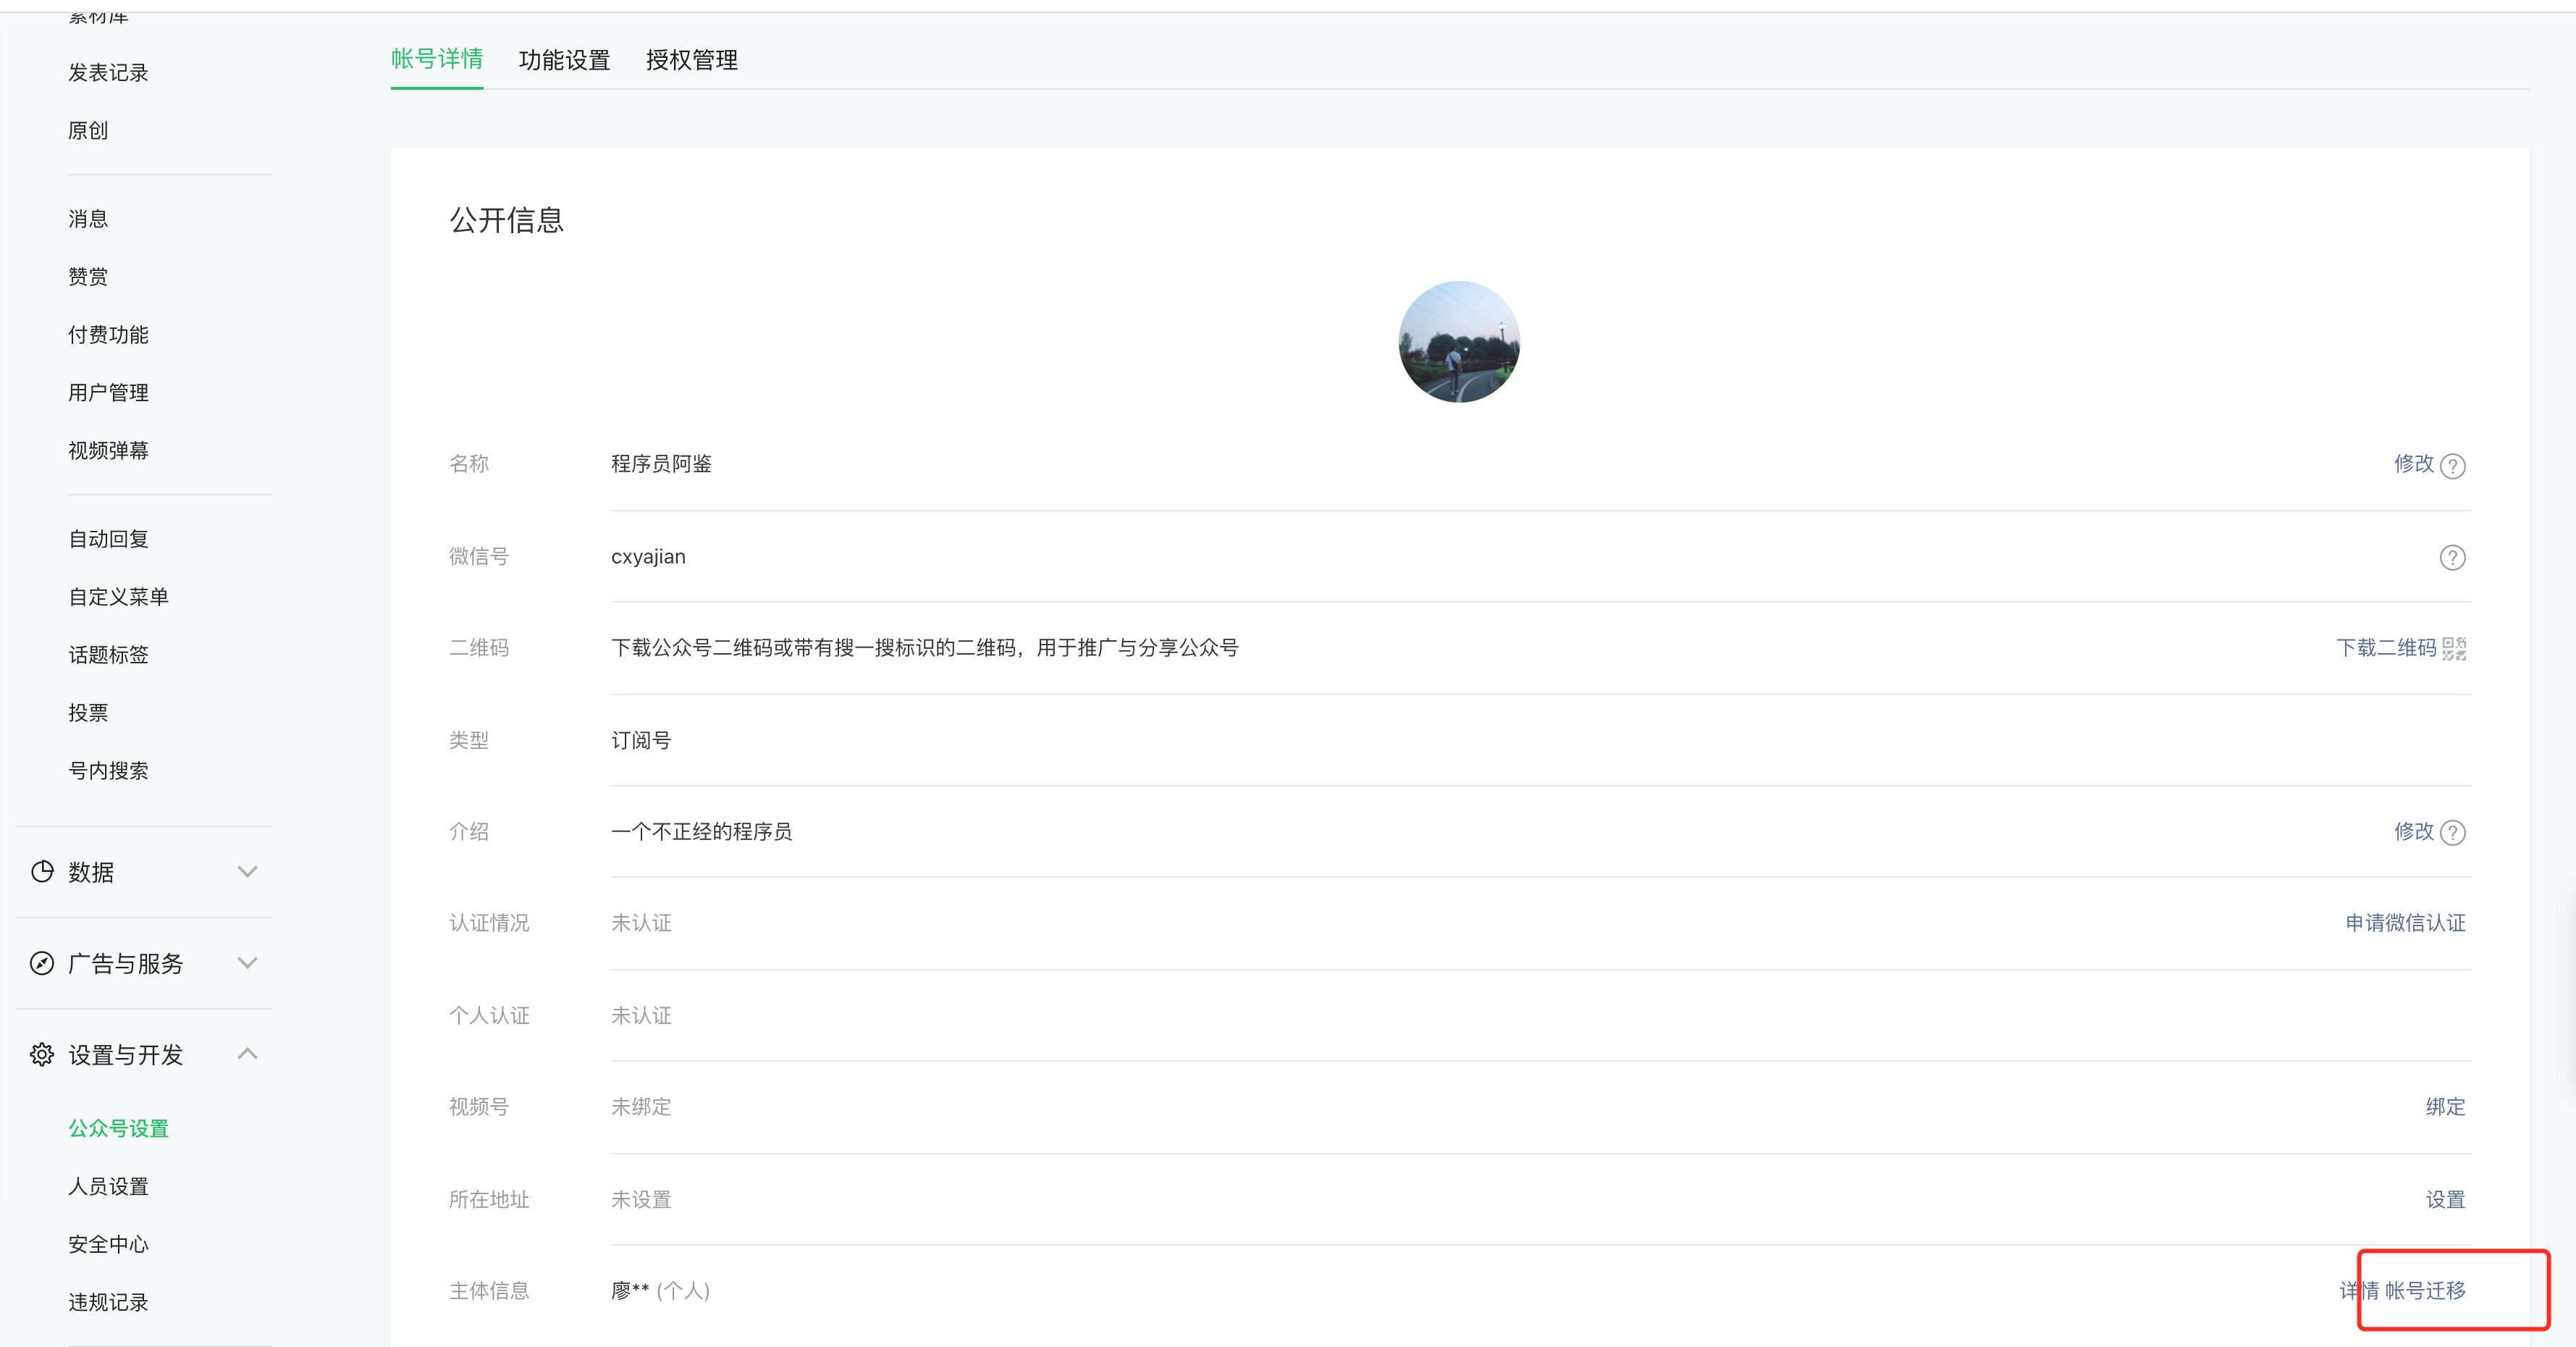 素材库
发表记录
原创
消息
赞赏
付费功能
用户管理
视频弹幕
自动回复
自定义菜单
话题标签
投票
号内搜索
数据
广告与服务
设置与开发
公众号设置
人员设置
安全中心
违规记录
帐号详情 功能设置 授权管理
公开信息
名称 程序员阿鉴 修改 ?
微信号 cxyajian ?
二维码 下载公众号二维码或带有搜一搜标识的二维码，用于推广与分享公众号 下载二维码
类型 订阅号
介绍 一个不正经的程序员 修改 ?
认证情况 未认证 申请微信认证
个人认证 未认证
视频号 未绑定 绑定
所在地址 未设置 设置
主体信息 廖** (个人) 详情 帐号迁移